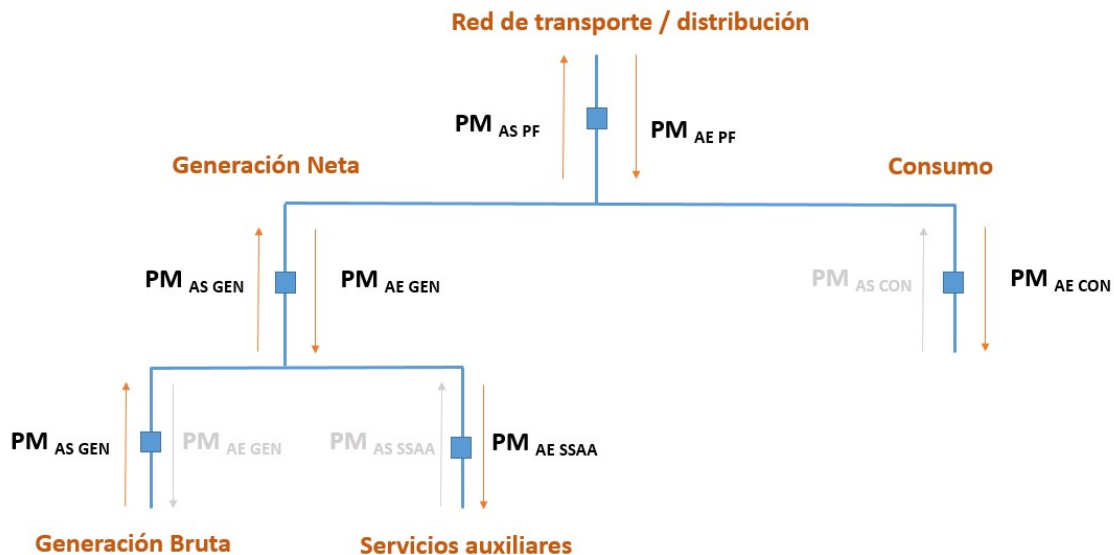 Red de transporte / distribución
PM AS PF
PM AE PF
Generación Neta
Consumo
PM AS GEN
PM AE GEN
PM AS CON
PM AE CON
PM AS GEN
PM AE GEN
PM AS SSAA
PM AE SSAA
Generación Bruta
Servicios auxiliares